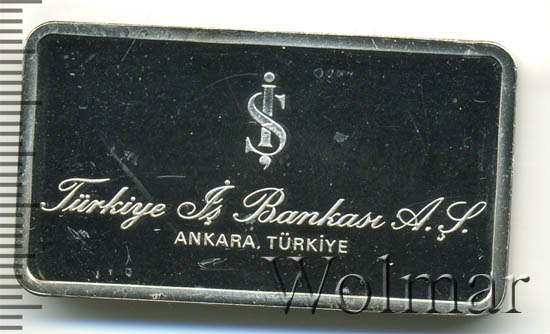 İŞ
Türkiye İş Bankası A.Ş.
ANKARA, TÜRKİYE
Wolmar